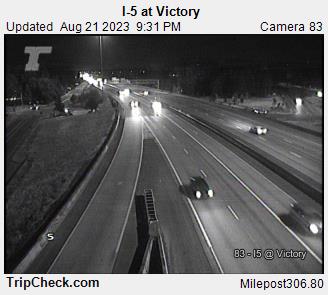 I-5 at Victory
Updated Aug 21 2023 9:31 PM Camera 83
T
S
83 - I5 @ Victory
TripCheck.com Milepost306.80